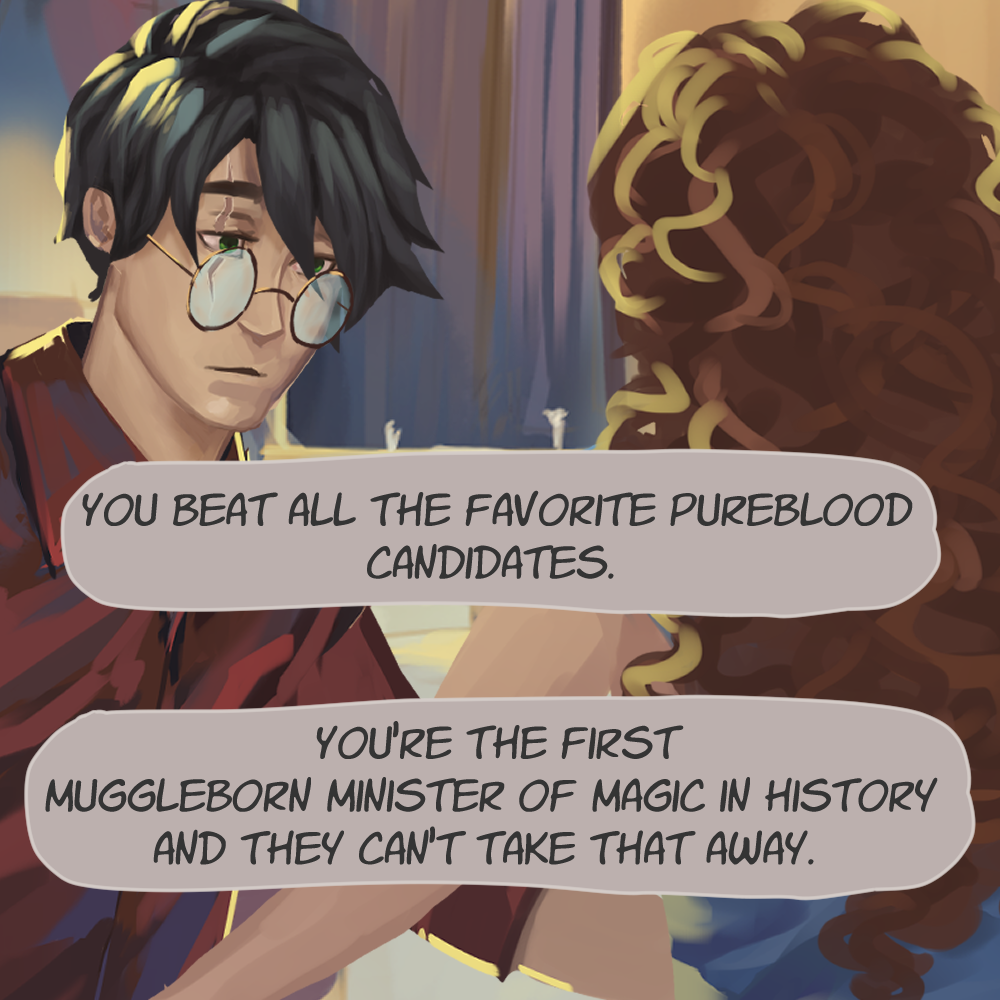 YOU BEAT ALL THE FAVORITE PUREBLOOD
CANDIDATES.
YOU'RE THE FIRST
MUGGLEBORN MINISTER OF MAGIC IN HISTORY
AND THEY CAN'T TAKE THAT AWAY.